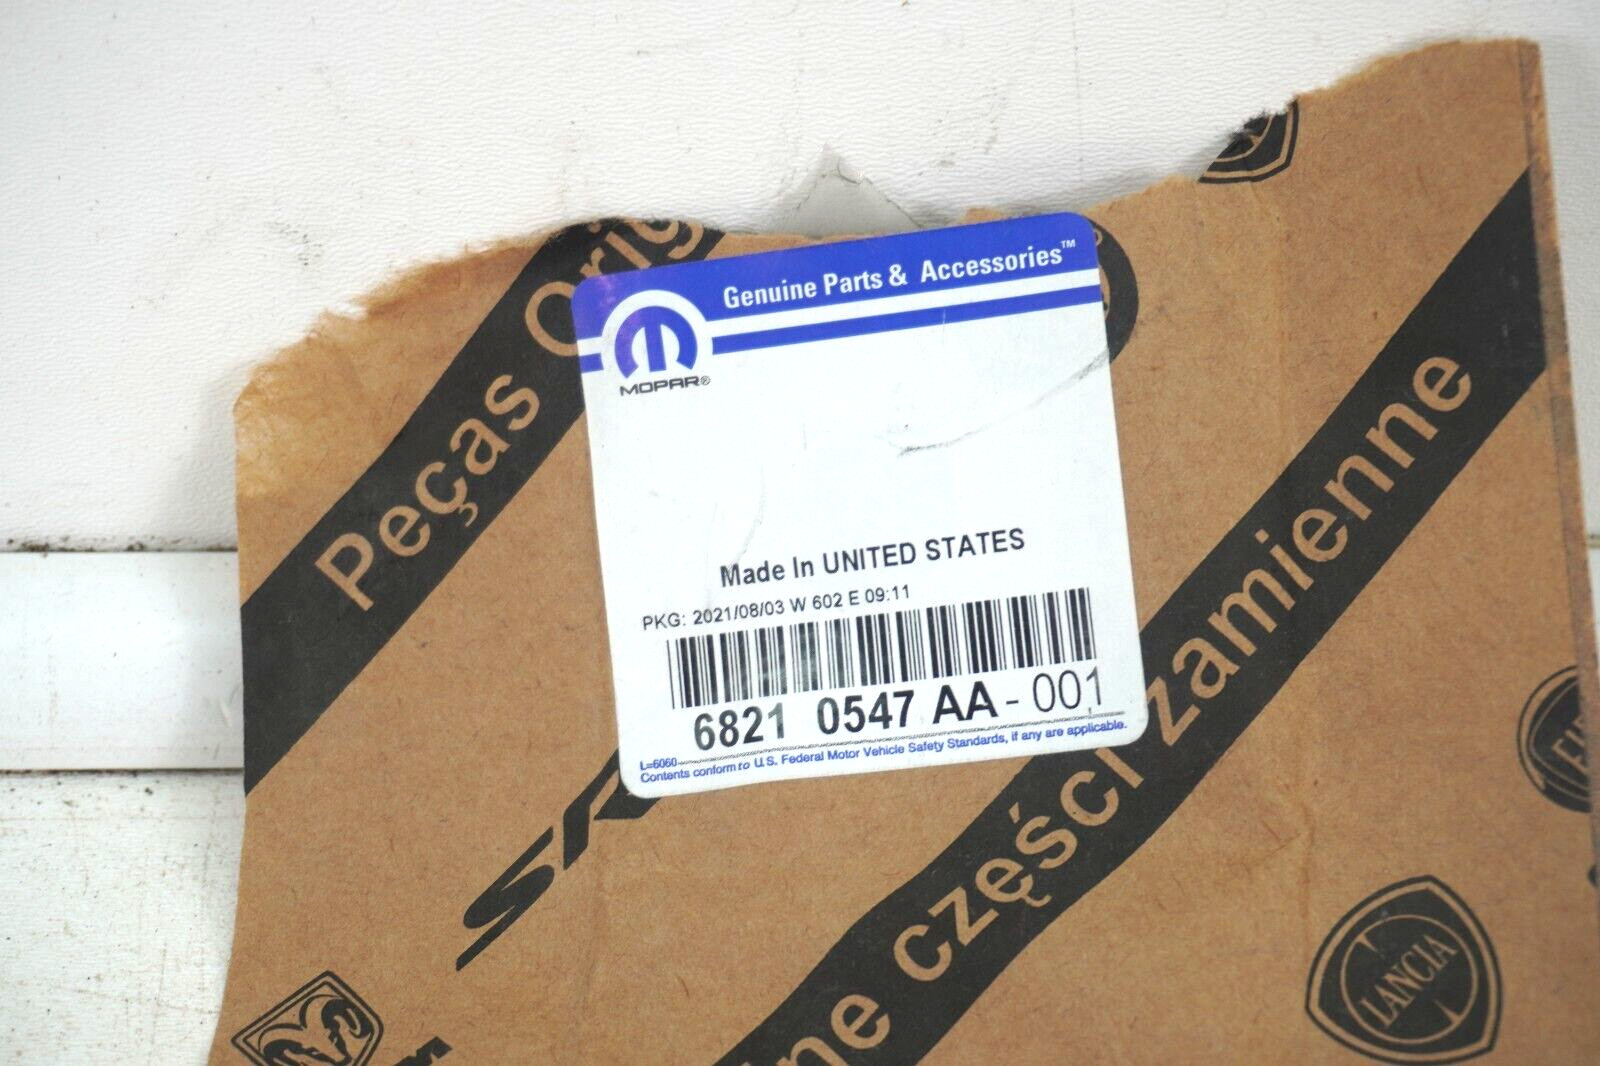 Peças Orig
Genuine Parts & Accessories™
MOPAR®
Made In UNITED STATES
PKG: 2021/08/03 W 602 E 09:11
6821 0547 AA - 001
L=6060
Contents conform to U.S. Federal Motor Vehicle Safety Standards, if any are applicable.
ne części zamienne
LANCIA